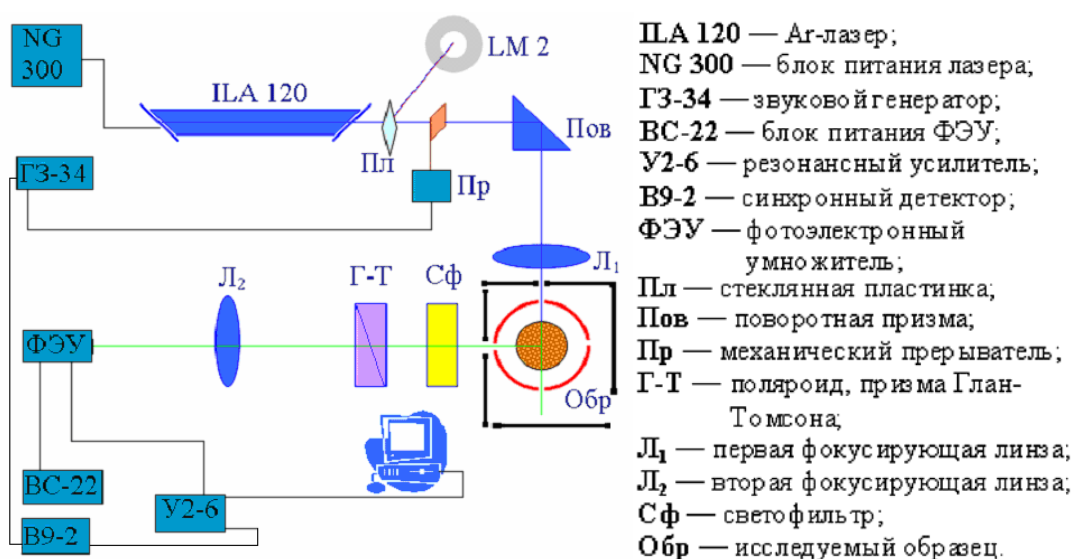 NG
300
ILA 120
LM 2
Пл
Пов
ГЗ-34
Пр
Л₁
Л₂
Г-Т
Сф
ФЭУ
Обр
ВС-22
У2-6
В9-2
ILA 120 — Ar-лазер;
NG 300 — блок питания лазера;
ГЗ-34 — звуковой генератор;
ВС-22 — блок питания ФЭУ;
У2-6 — резонансный усилитель;
В9-2 — синхронный детектор;
ФЭУ — фотоэлектронный
умножитель;
Пл — стеклянная пластинка;
Пов — поворотная призма;
Пр — механический прерыватель;
Г-Т — поляроид, призма Глан-
Томсона;
Л₁ — первая фокусирующая линза;
Л₂ — вторая фокусирующая линза;
Сф — светофильтр;
Обр — исследуемый образец.